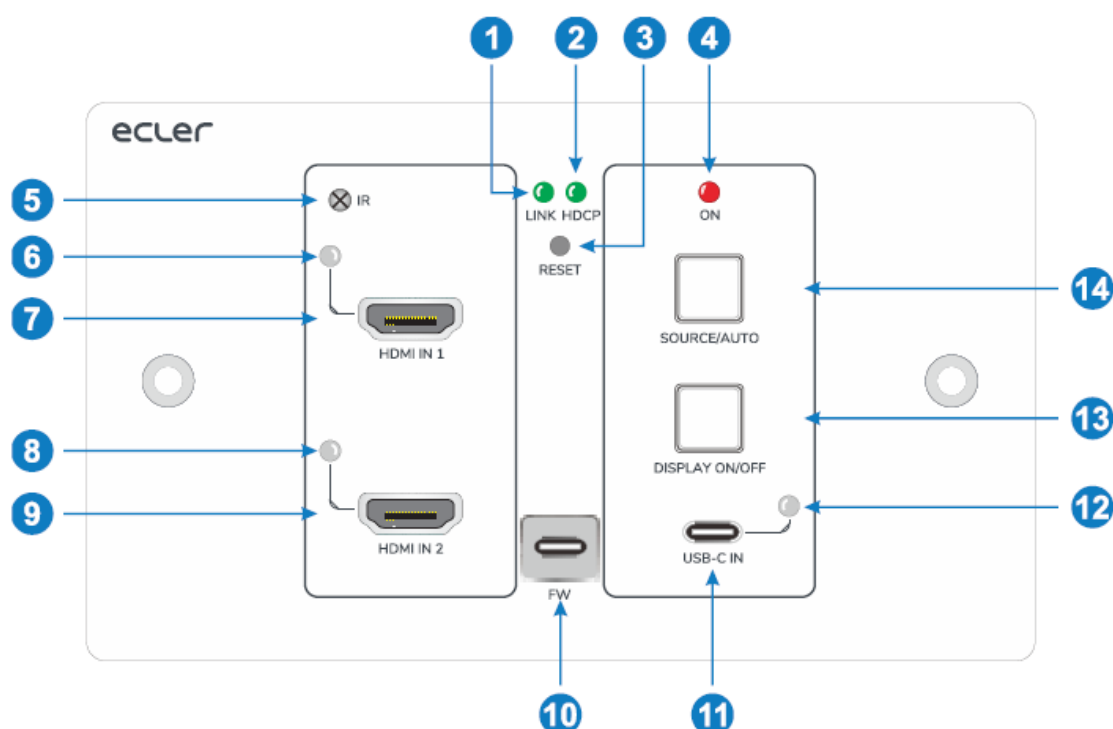 1 2 3 4
ecler
5 IR
LINK HDCP
ON
6
RESET
14
7
SOURCE/AUTO
HDMI IN 1
13
8
DISPLAY ON/OFF
12
9
HDMI IN 2
USB-C IN
FW
10 11